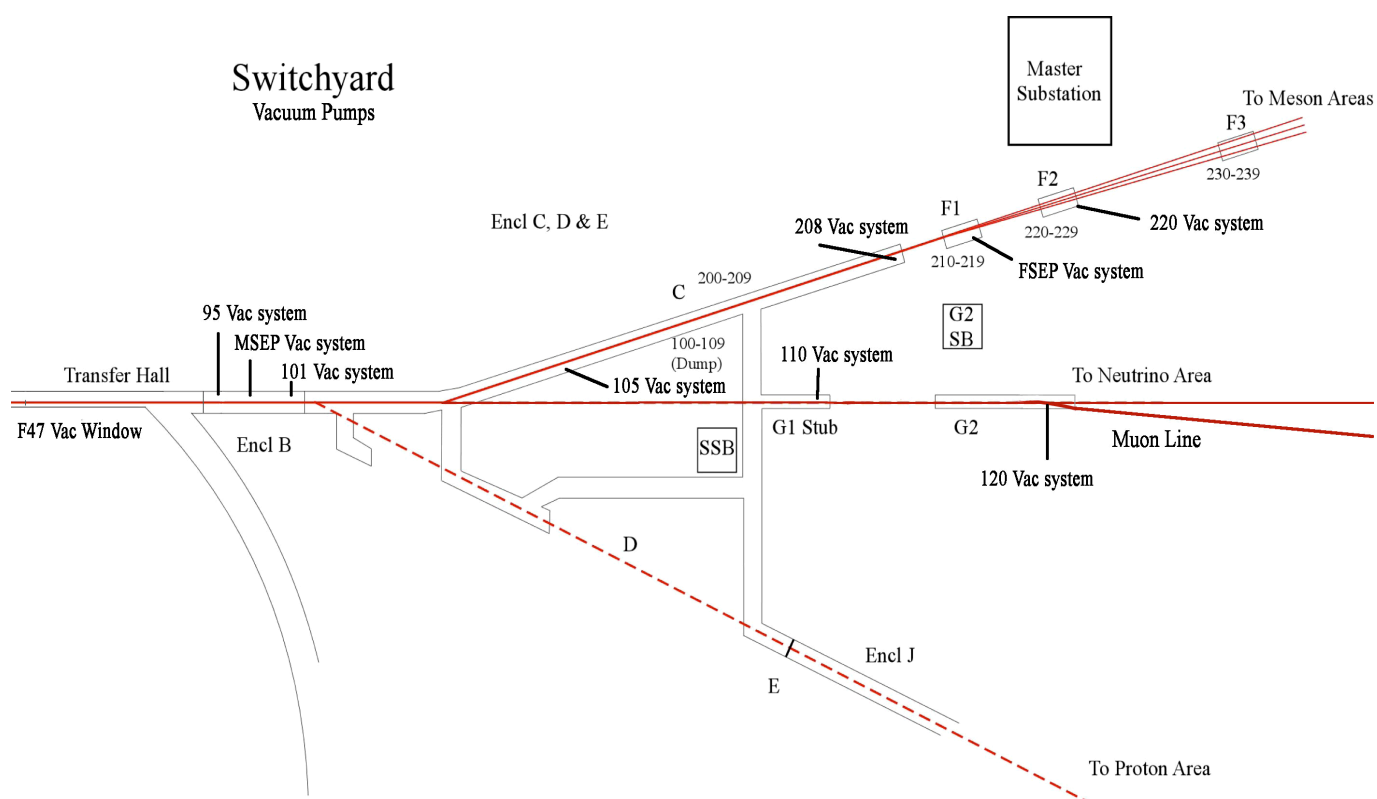 Switchyard
Vacuum Pumps
Master
Substation
To Meson Areas
F3
230-239
F2
220-229
220 Vac system
F1
210-219
FSEP Vac system
208 Vac system
Encl C, D & E
C
200-209
G2
SB
95 Vac system
MSEP Vac system
101 Vac system
100-109
(Dump)
105 Vac system
110 Vac system
Transfer Hall
To Neutrino Area
F47 Vac Window
Encl B
SSB
G1 Stub
G2
Muon Line
120 Vac system
D
Encl J
E
To Proton Area